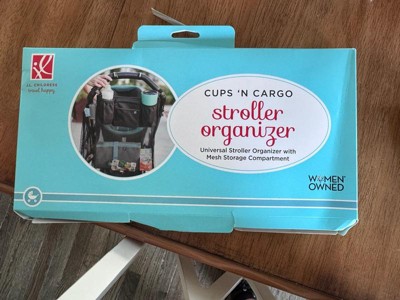 J.L. CHILDRESS
travel happy.
CUPS 'N CARGO
stroller
organizer
Universal Stroller Organizer with
Mesh Storage Compartment
WOMEN
OWNED